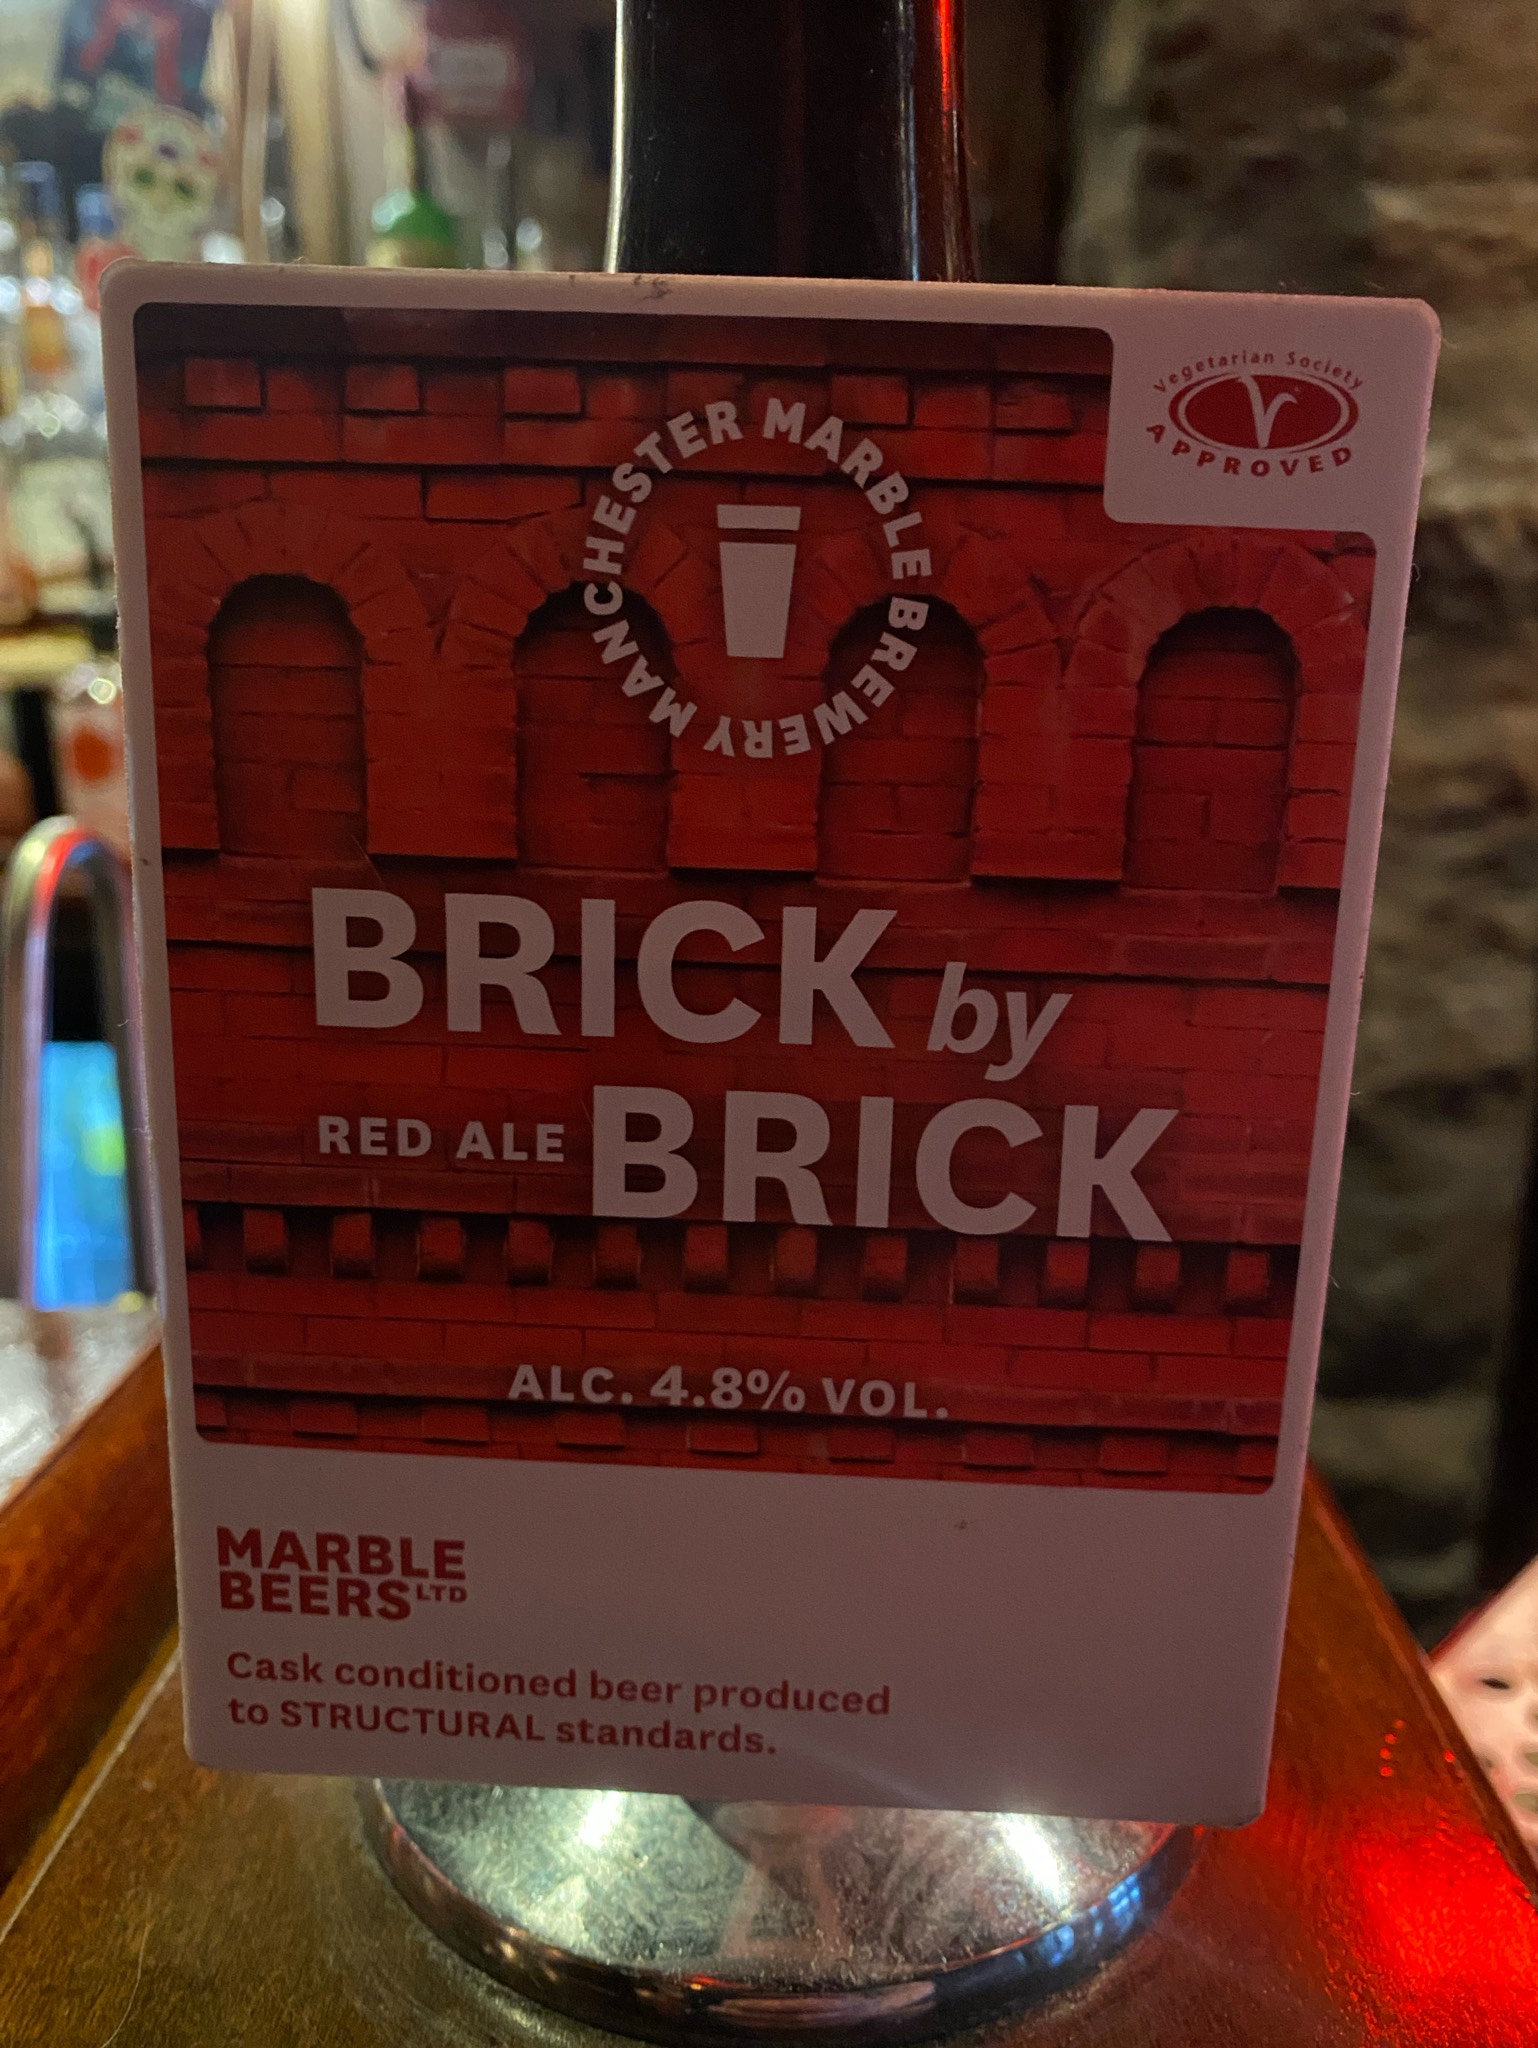 Vegetarian Society
APPROVED
MANCHESTER MARBLE BREWERY
BRICK by
RED ALE BRICK
ALC. 4.8% VOL.
MARBLE
BEERS LTD
Cask conditioned beer produced
to STRUCTURAL standards.